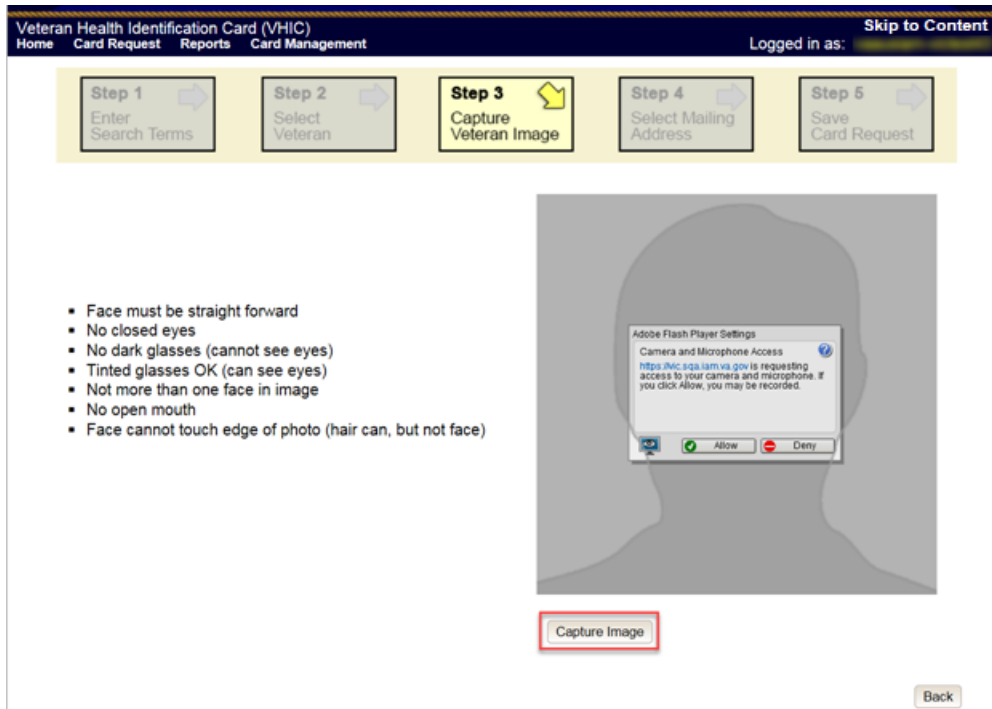 Veteran Health Identification Card (VHIC)
Skip to Content
Home Card Request Reports Card Management
Logged in as:
Step 1
Enter
Search Terms
Step 2
Select
Veteran
Step 3
Capture
Veteran Image
Step 4
Select Mailing
Address
Step 5
Save
Card Request
▪ Face must be straight forward
▪ No closed eyes
▪ No dark glasses (cannot see eyes)
▪ Tinted glasses OK (can see eyes)
▪ Not more than one face in image
▪ No open mouth
▪ Face cannot touch edge of photo (hair can, but not face)
Adobe Flash Player Settings
Camera and Microphone Access
https://vic.sqa.iam.va.gov is requesting
access to your camera and microphone. If
you click Allow, you may be recorded.
Allow
Deny
Capture Image
Back